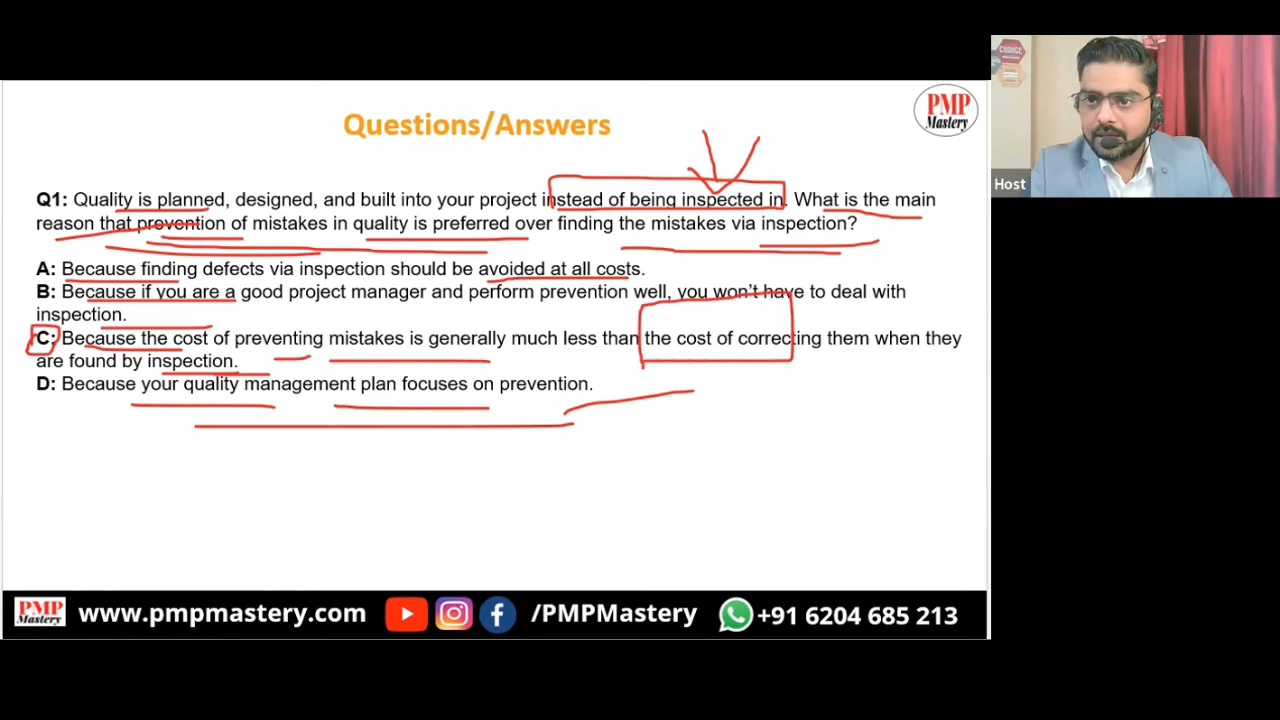 Questions/Answers
PMP
Mastery
Q1: Quality is planned, designed, and built into your project instead of being inspected in. What is the main
reason that prevention of mistakes in quality is preferred over finding the mistakes via inspection?
A: Because finding defects via inspection should be avoided at all costs.
B: Because if you are a good project manager and perform prevention well, you won't have to deal with
inspection.
C: Because the cost of preventing mistakes is generally much less than the cost of correcting them when they
are found by inspection.
D: Because your quality management plan focuses on prevention.
Host
CHANGE
PMP
Mastery
www.pmpmastery.com
/PMPMastery
+91 6204 685 213